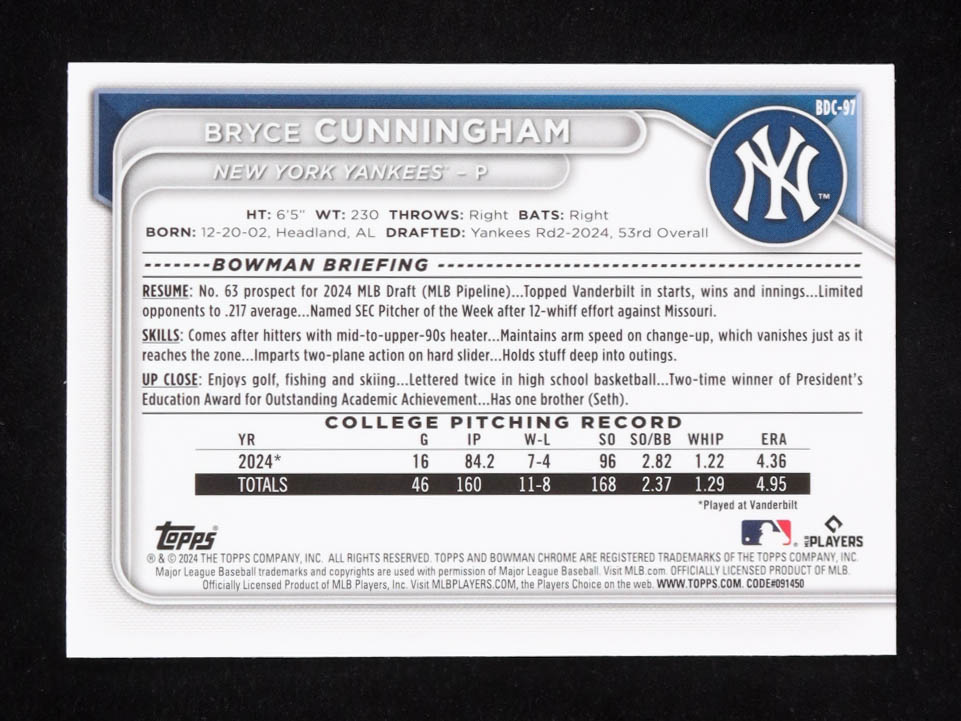 BDC-97
BRYCE CUNNINGHAM
NEW YORK YANKEES™ – P
NY
™
HT: 6'5" WT: 230 THROWS: Right BATS: Right
BORN: 12-20-02, Headland, AL DRAFTED: Yankees Rd2-2024, 53rd Overall
BOWMAN BRIEFING
RESUME: No. 63 prospect for 2024 MLB Draft (MLB Pipeline)...Topped Vanderbilt in starts, wins and innings...Limited
opponents to .217 average...Named SEC Pitcher of the Week after 12-whiff effort against Missouri.
SKILLS: Comes after hitters with mid-to-upper-90s heater...Maintains arm speed on change-up, which vanishes just as it
reaches the zone...Imparts two-plane action on hard slider...Holds stuff deep into outings.
UP CLOSE: Enjoys golf, fishing and skiing...Lettered twice in high school basketball...Two-time winner of President's
Education Award for Outstanding Academic Achievement...Has one brother (Seth).
COLLEGE PITCHING RECORD
YR G IP W-L SO SO/BB WHIP ERA
2024* 16 84.2 7-4 96 2.82 1.22 4.36
TOTALS 46 160 11-8 168 2.37 1.29 4.95
*Played at Vanderbilt
Topps® MLB PLAYERS
® & © 2024 THE TOPPS COMPANY, INC. ALL RIGHTS RESERVED. TOPPS AND BOWMAN CHROME ARE REGISTERED TRADEMARKS OF THE TOPPS COMPANY, INC.
Major League Baseball trademarks and copyrights are used with permission of Major League Baseball. Visit MLB.com. OFFICIALLY LICENSED PRODUCT OF MLB.
Officially Licensed Product of MLB Players, Inc. Visit MLBPLAYERS.COM, the Players Choice on the web. WWW.TOPPS.COM. CODE#091450